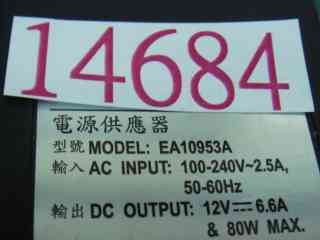 14684
電源供應器
型號 MODEL: EA10953A
輸入 AC INPUT: 100-240V~2.5A,
50-60Hz
輸出 DC OUTPUT: 12V⎓6.6A
& 80W MAX.